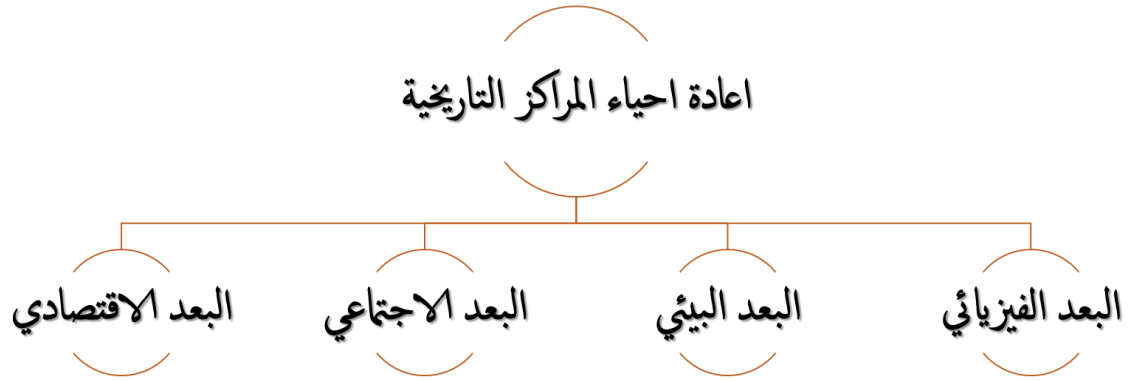 اعادة احياء المراكز التاريخية
البعد الفيزيائي
البعد البيئي
البعد الاجتماعي
البعد الاقتصادي